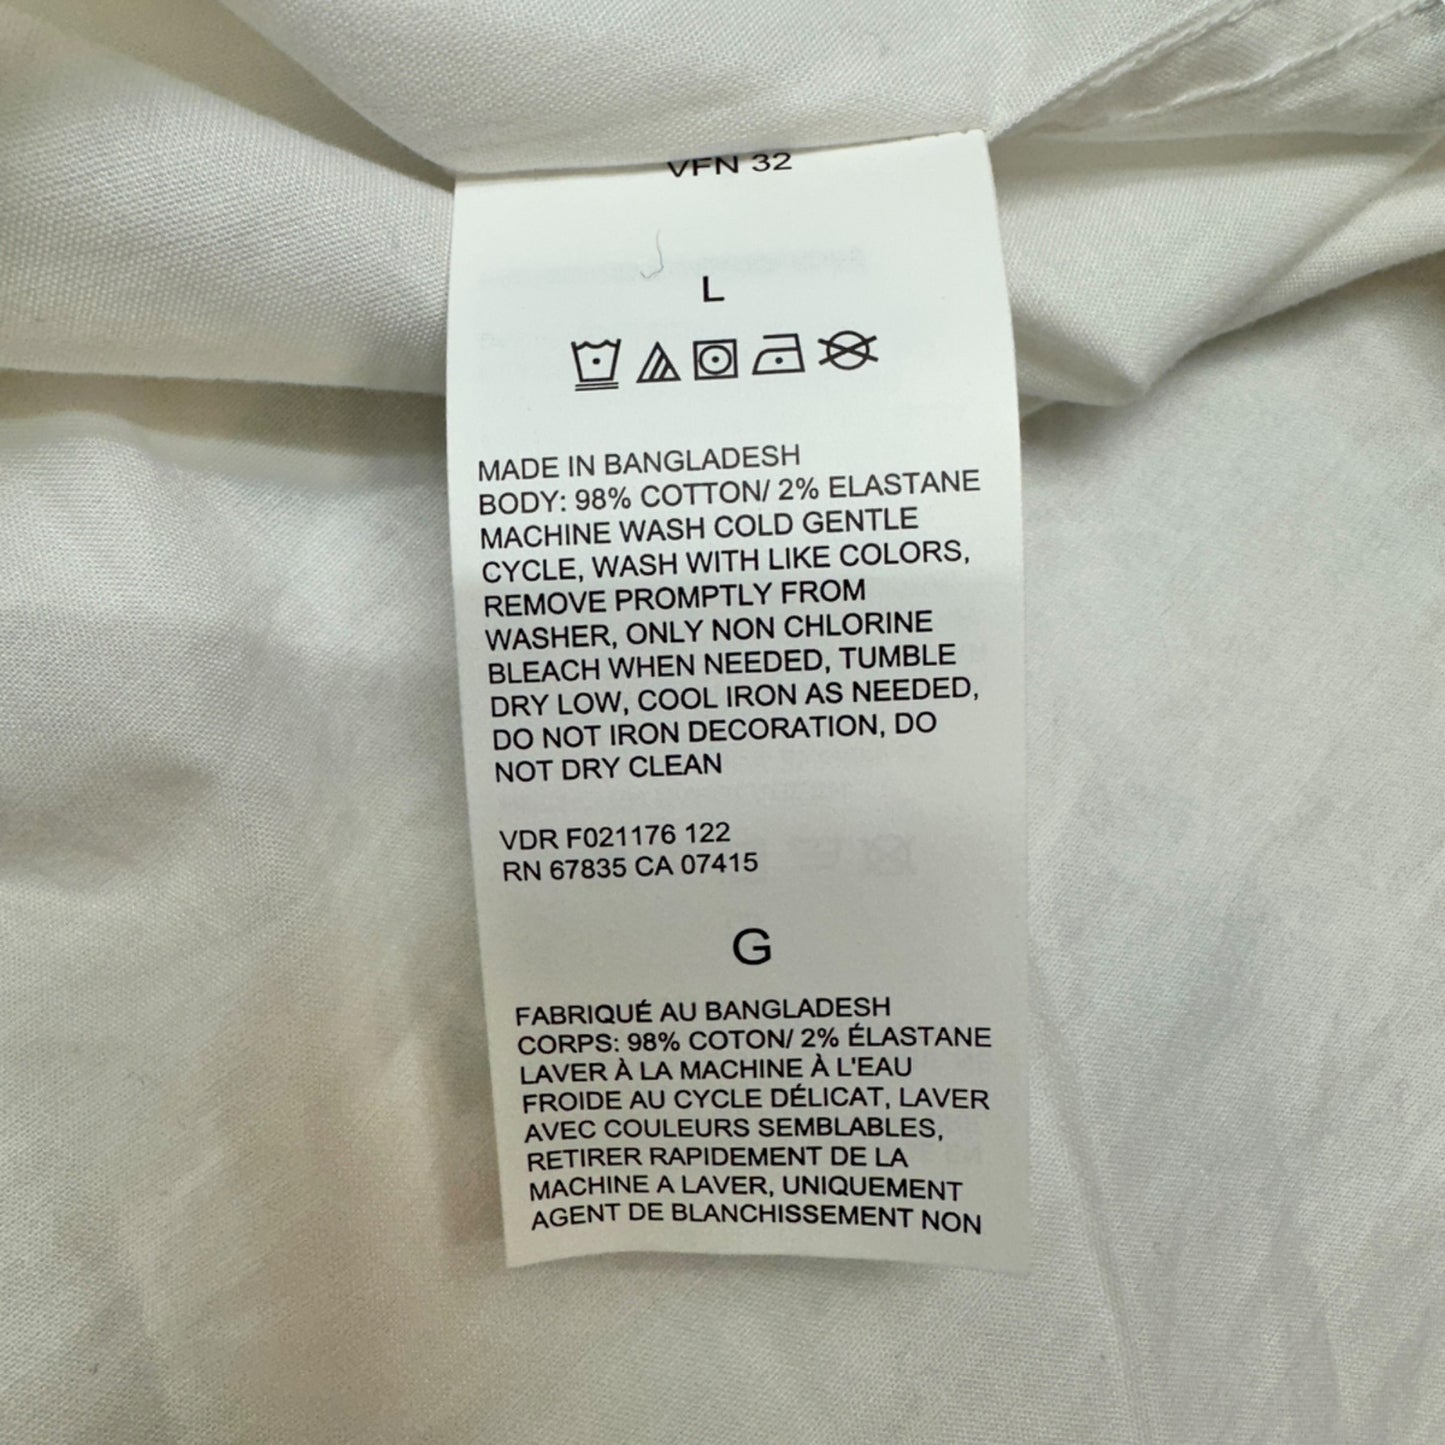 VFN 32
L
MADE IN BANGLADESH
BODY: 98% COTTON/ 2% ELASTANE
MACHINE WASH COLD GENTLE
CYCLE, WASH WITH LIKE COLORS,
REMOVE PROMPTLY FROM
WASHER, ONLY NON CHLORINE
BLEACH WHEN NEEDED, TUMBLE
DRY LOW, COOL IRON AS NEEDED,
DO NOT IRON DECORATION, DO
NOT DRY CLEAN
VDR F021176 122
RN 67835 CA 07415
G
FABRIQUÉ AU BANGLADESH
CORPS: 98% COTON/ 2% ÉLASTANE
LAVER À LA MACHINE À L'EAU
FROIDE AU CYCLE DÉLICAT, LAVER
AVEC COULEURS SEMBLABLES,
RETIRER RAPIDEMENT DE LA
MACHINE A LAVER, UNIQUEMENT
AGENT DE BLANCHISSEMENT NON